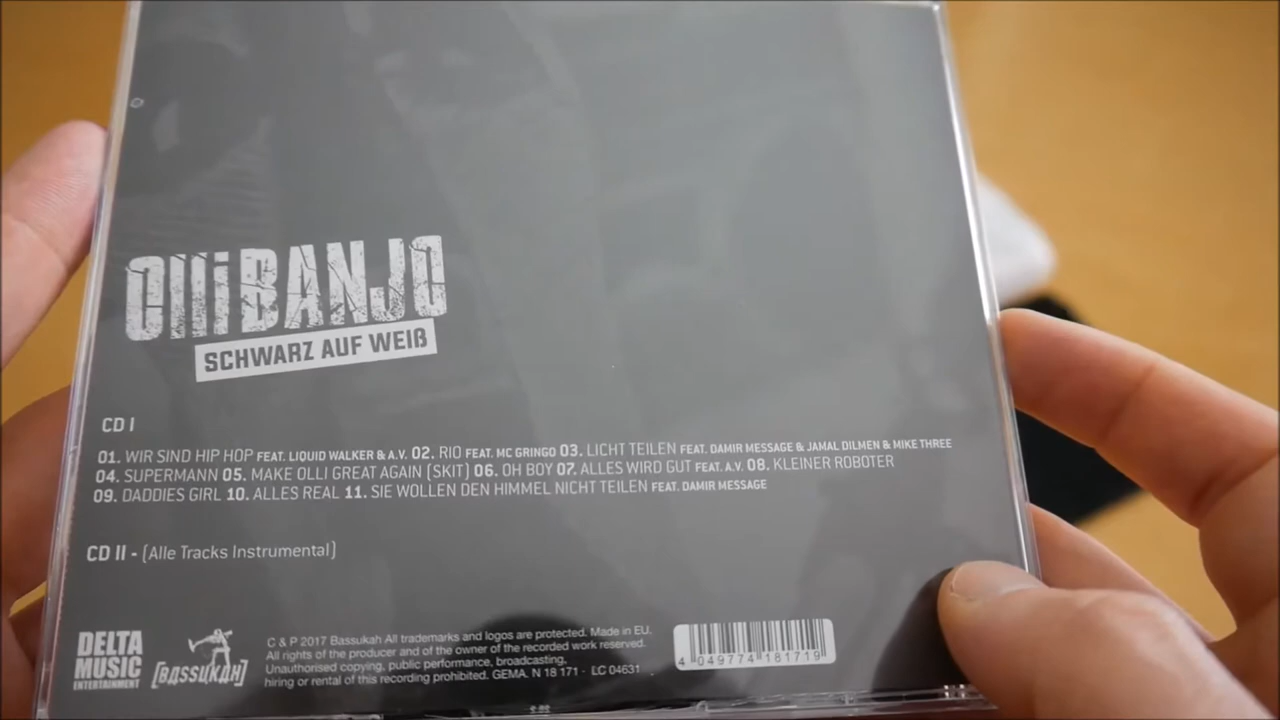 Olli BANJO
SCHWARZ AUF WEIß
CD I
01. WIR SIND HIP HOP FEAT. LIQUID WALKER & A.V. 02. RIO FEAT. MC GRINGO 03. LICHT TEILEN FEAT. DAMIR MESSAGE & JAMAL DILMEN & MIKE THREE
04. SUPERMANN 05. MAKE OLLI GREAT AGAIN (SKIT) 06. OH BOY 07. ALLES WIRD GUT FEAT. A.V. 08. KLEINER ROBOTER
09. DADDIES GIRL 10. ALLES REAL 11. SIE WOLLEN DEN HIMMEL NICHT TEILEN FEAT. DAMIR MESSAGE
CD II - (Alle Tracks Instrumental)
DELTA
MUSIC
ENTERTAINMENT
[BASSUKAH]
C & P 2017 Bassukah All trademarks and logos are protected. Made in EU.
All rights of the producer and of the owner of the recorded work reserved.
Unauthorised copying, public performance, broadcasting,
hiring or rental of this recording prohibited. GEMA. N 18 171 - LC 04631
4 049774 181719